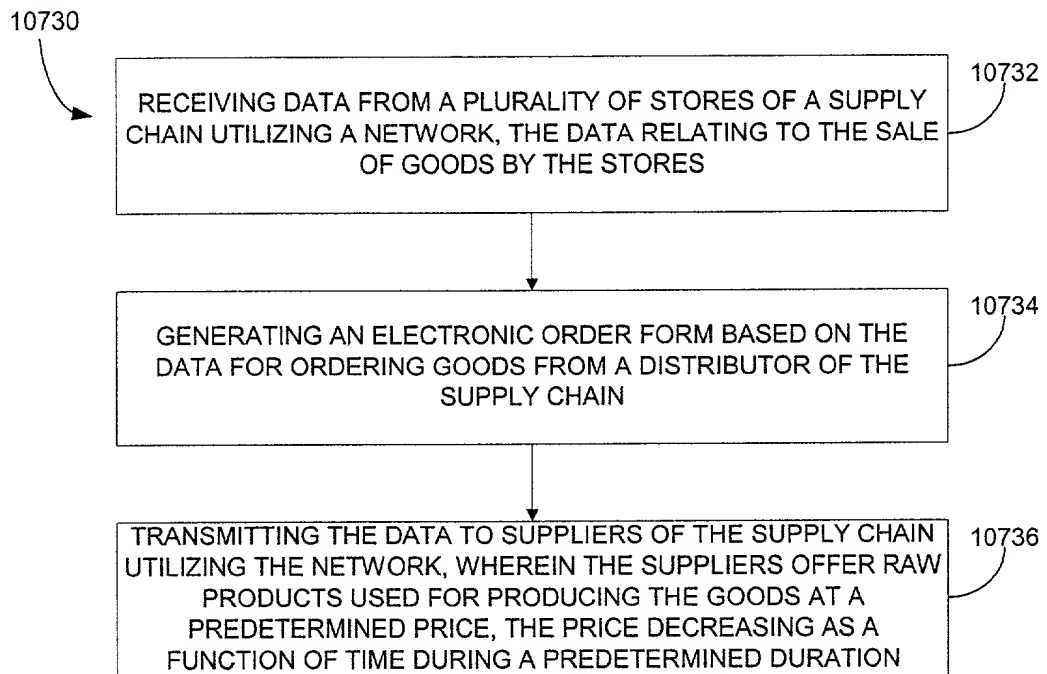 10730
10732
RECEIVING DATA FROM A PLURALITY OF STORES OF A SUPPLY
CHAIN UTILIZING A NETWORK, THE DATA RELATING TO THE SALE
OF GOODS BY THE STORES
10734
GENERATING AN ELECTRONIC ORDER FORM BASED ON THE
DATA FOR ORDERING GOODS FROM A DISTRIBUTOR OF THE
SUPPLY CHAIN
10736
TRANSMITTING THE DATA TO SUPPLIERS OF THE SUPPLY CHAIN
UTILIZING THE NETWORK, WHEREIN THE SUPPLIERS OFFER RAW
PRODUCTS USED FOR PRODUCING THE GOODS AT A
PREDETERMINED PRICE, THE PRICE DECREASING AS A
FUNCTION OF TIME DURING A PREDETERMINED DURATION